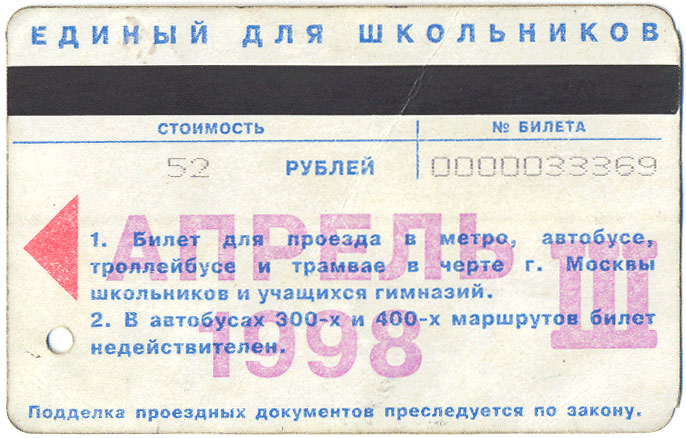 ЕДИНЫЙ ДЛЯ ШКОЛЬНИКОВ
СТОИМОСТЬ № БИЛЕТА
52 РУБЛЕЙ 0000033369
АПРЕЛЬ
1998
Ш
1. Билет для проезда в метро, автобусе,
троллейбусе и трамвае в черте г. Москвы
школьников и учащихся гимназий.
2. В автобусах 300-х и 400-х маршрутов билет
недействителен.
Подделка проездных документов преследуется по закону.